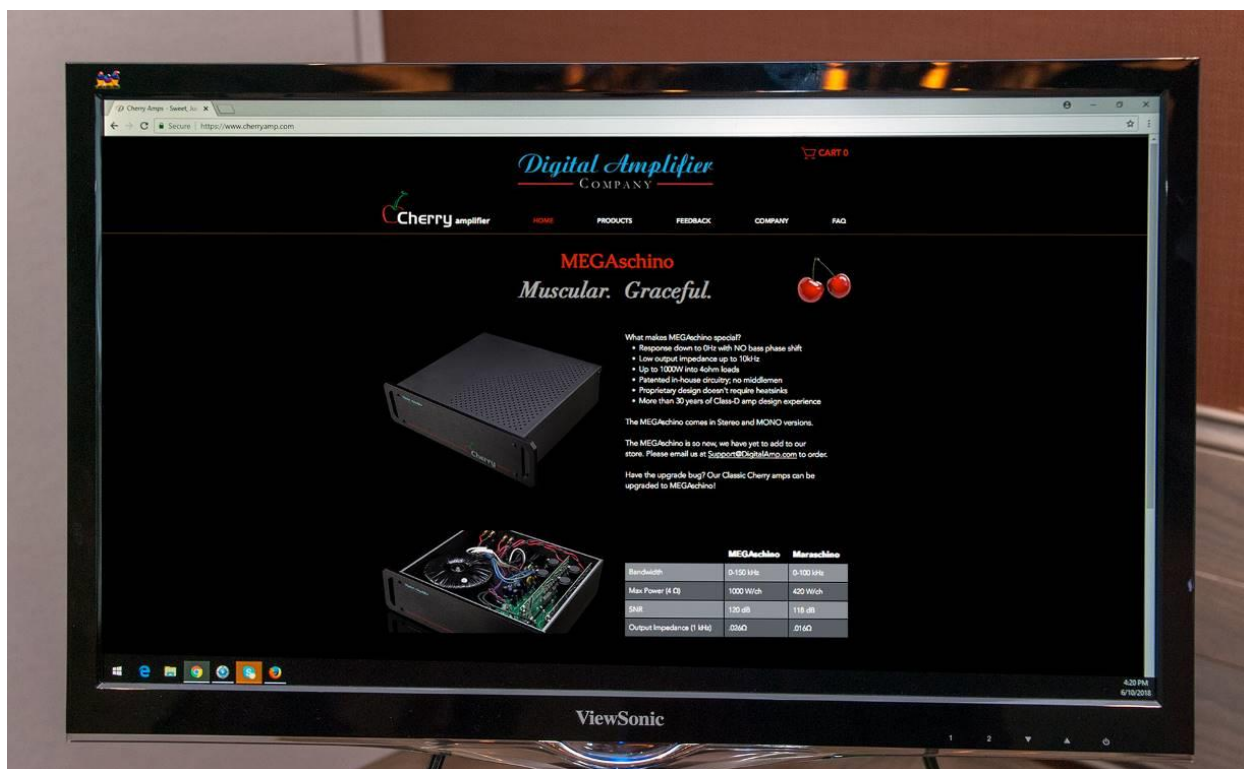 Cherry Amps - Sweet, Ju
Secure | https://www.cherryamp.com
Digital Amplifier
COMPANY
CART 0
Cherry amplifier
HOME PRODUCTS FEEDBACK COMPANY FAQ
MEGAschino
Muscular. Graceful.
What makes MEGAschino special?
• Response down to 0Hz with NO bass phase shift
• Low output impedance up to 10kHz
• Up to 1000W into 4ohm loads
• Patented in-house circuitry; no middlemen
• Proprietary design doesn't require heatsinks
• More than 30 years of Class-D amp design experience
The MEGAschino comes in Stereo and MONO versions.
The MEGAschino is so new, we have yet to add to our
store. Please email us at Support@DigitalAmp.com to order.
Have the upgrade bug? Our Classic Cherry amps can be
upgraded to MEGAschino!
Cherry
MEGAschino Maraschino
Bandwidth 0-150 kHz 0-100 kHz
Max Power (4 Ω) 1000 W/ch 420 W/ch
SNR 120 dB 118 dB
Output Impedance (1 kHz) .026Ω .016Ω
4:20 PM
6/10/2018
ViewSonic
1 2